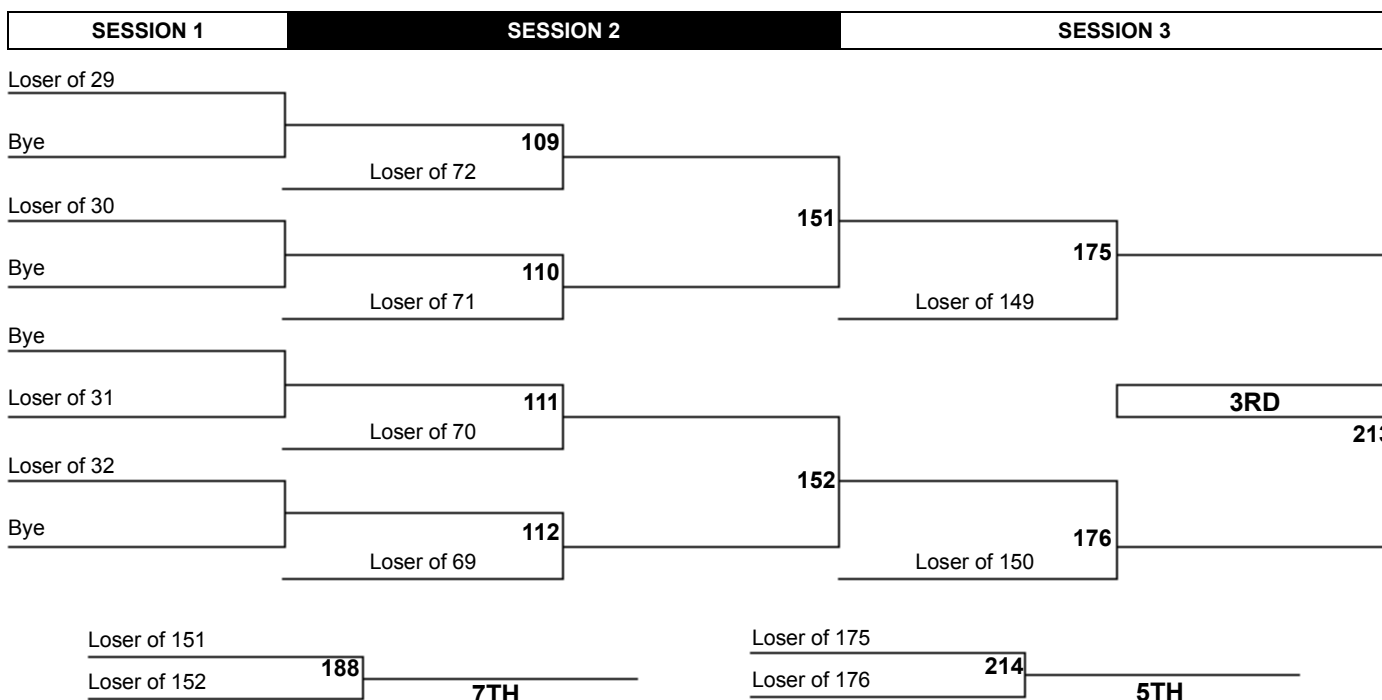 SESSION 1 SESSION 2 SESSION 3
Loser of 29
Bye 109
Loser of 72
Loser of 30
151
175
Bye 110
Loser of 71 Loser of 149
Bye
Loser of 31 111 3RD
Loser of 70 213
Loser of 32
152
Bye 112 176
Loser of 69 Loser of 150
Loser of 151 Loser of 175
188 214
Loser of 152 7TH Loser of 176 5TH